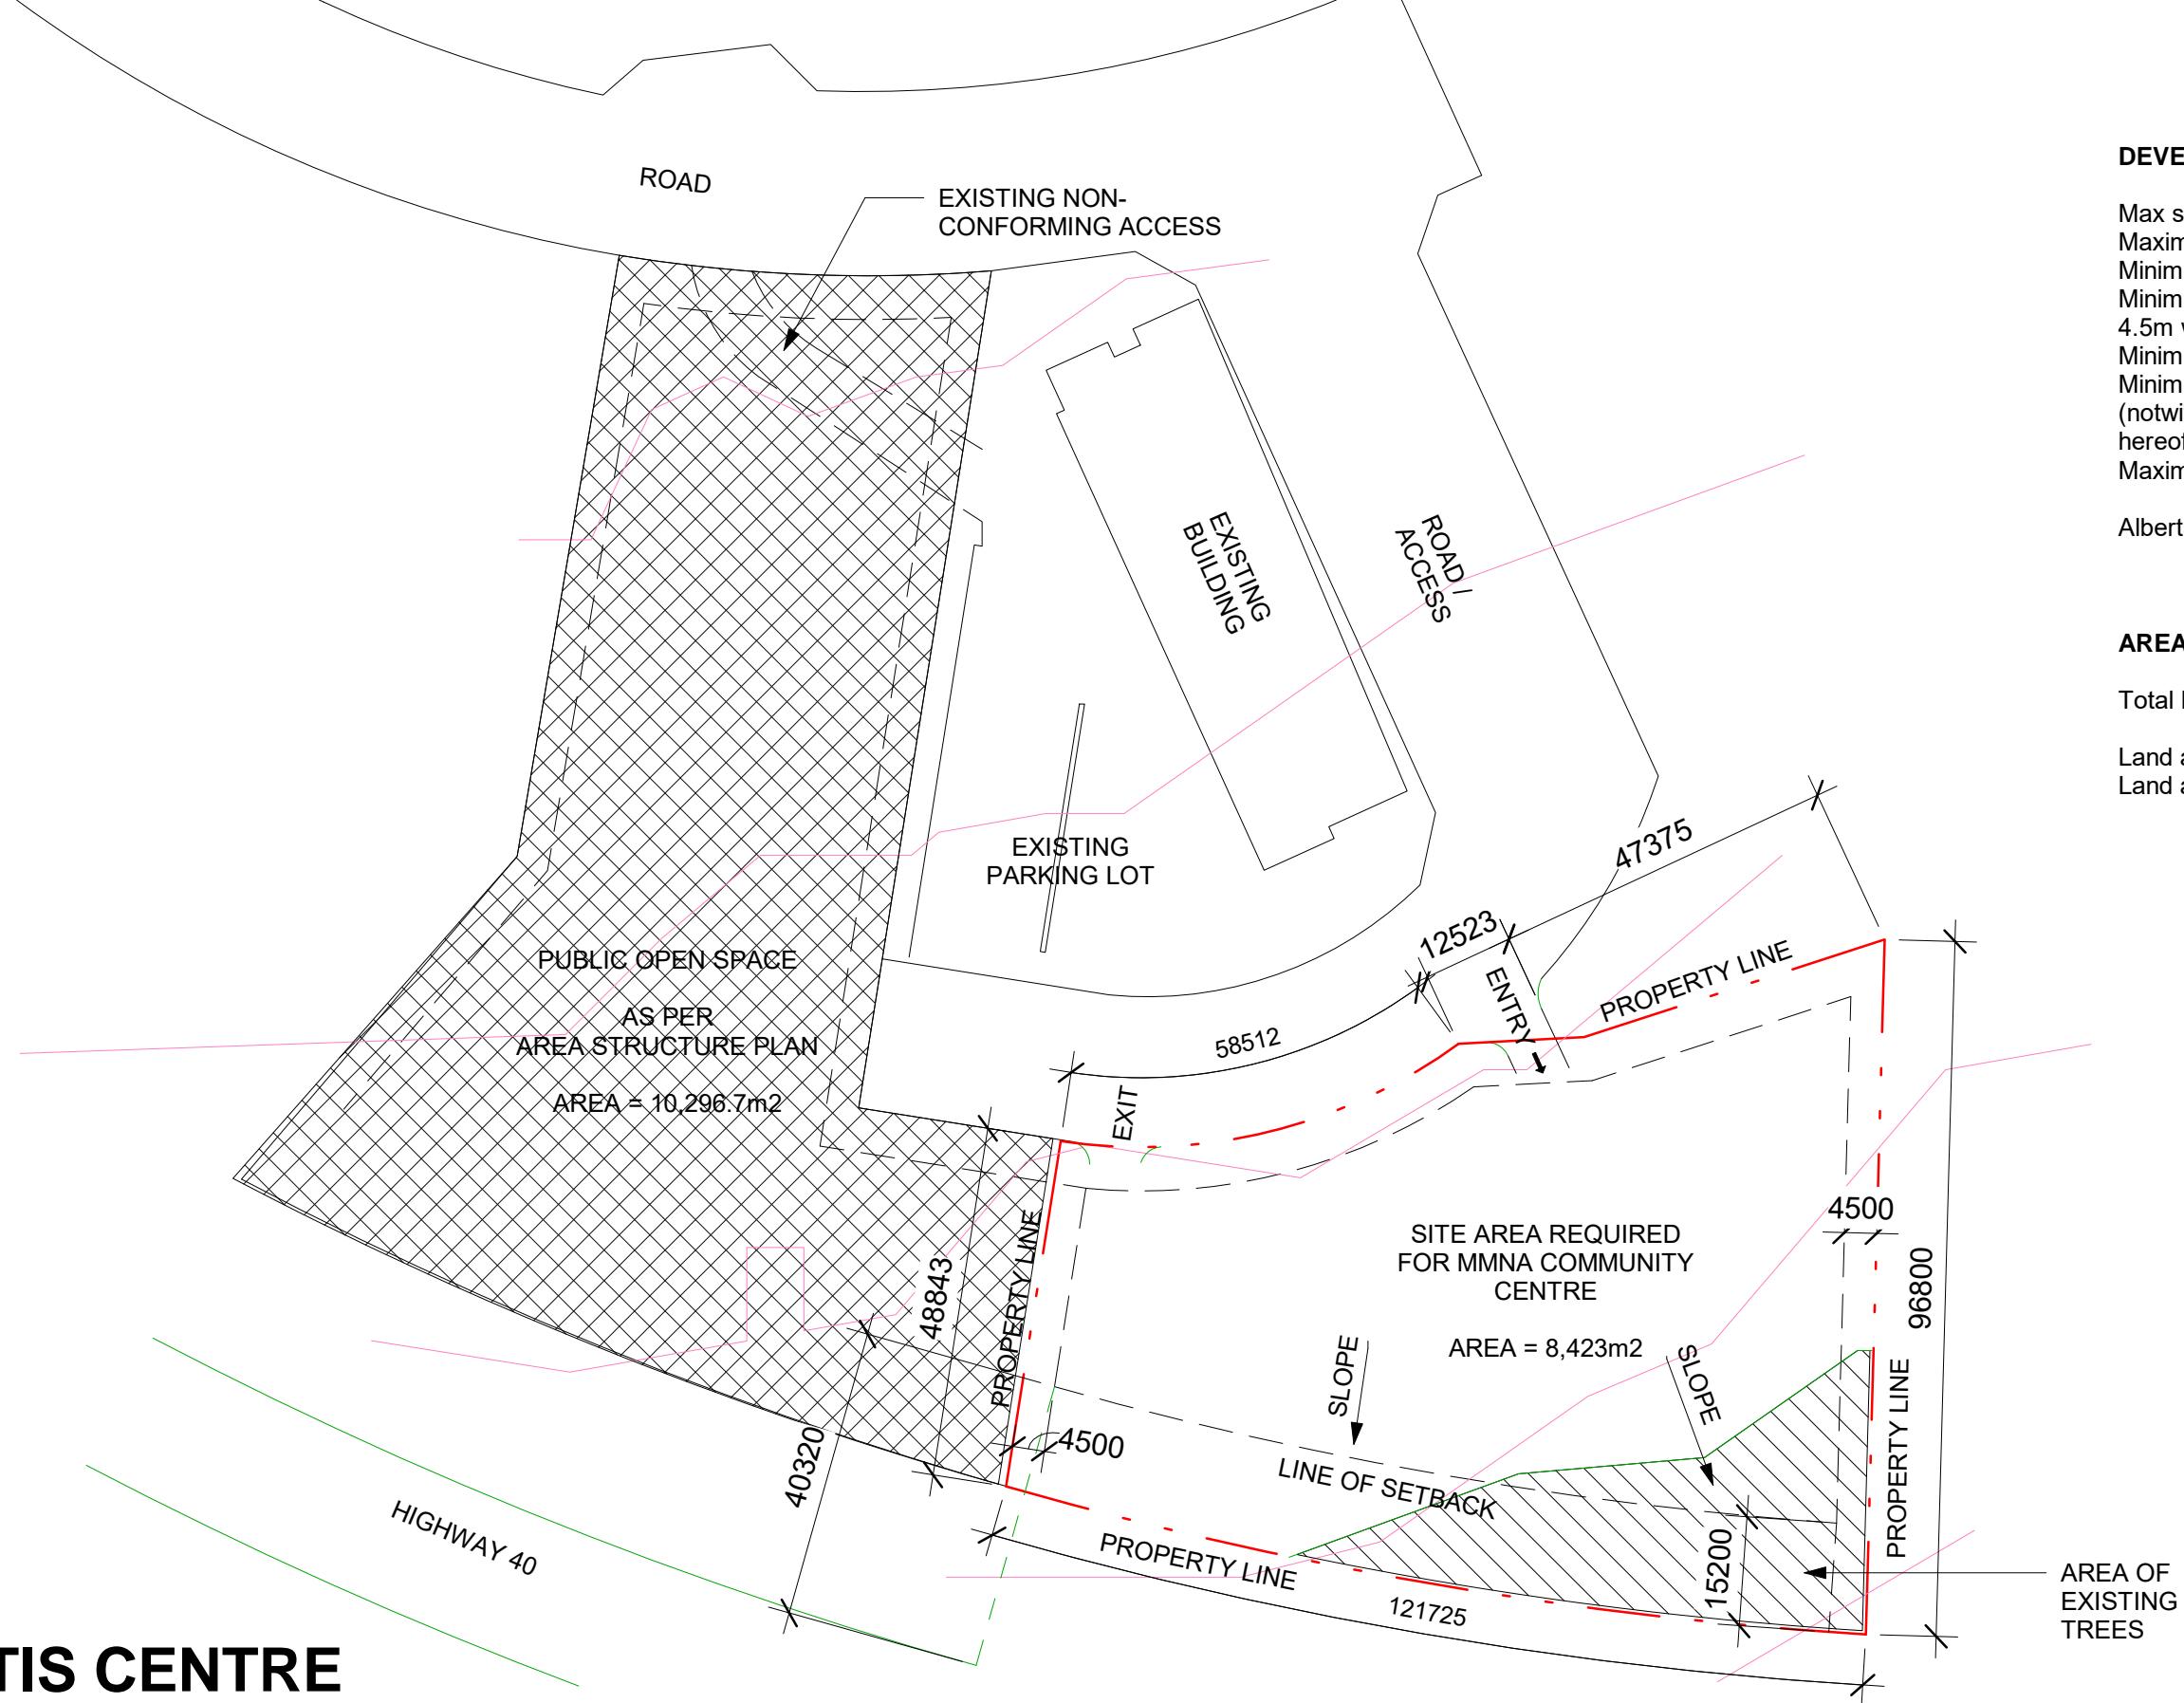 ROAD
EXISTING NON-
CONFORMING ACCESS
EXISTING
BUILDING
ROAD /
ACCESS
EXISTING
PARKING LOT
47375
12523
ENTRY
PROPERTY LINE
58512
EXIT
PUBLIC OPEN SPACE
AS PER
AREA STRUCTURE PLAN
AREA = 10,296.7m2
PROPERTY LINE
48843
40320
4500
SITE AREA REQUIRED
FOR MMNA COMMUNITY
CENTRE
AREA = 8,423m2
4500
96800
SLOPE
SLOPE
PROPERTY LINE
LINE OF SETBACK
PROPERTY LINE
121725
15200
AREA OF
EXISTING
TREES
HIGHWAY 40
TIS CENTRE
DEVE
Max s
Maxim
Minim
Minim
4.5m
Minim
Minim
(notwi
hereof
Maxim
Albert
AREA
Total
Land a
Land a